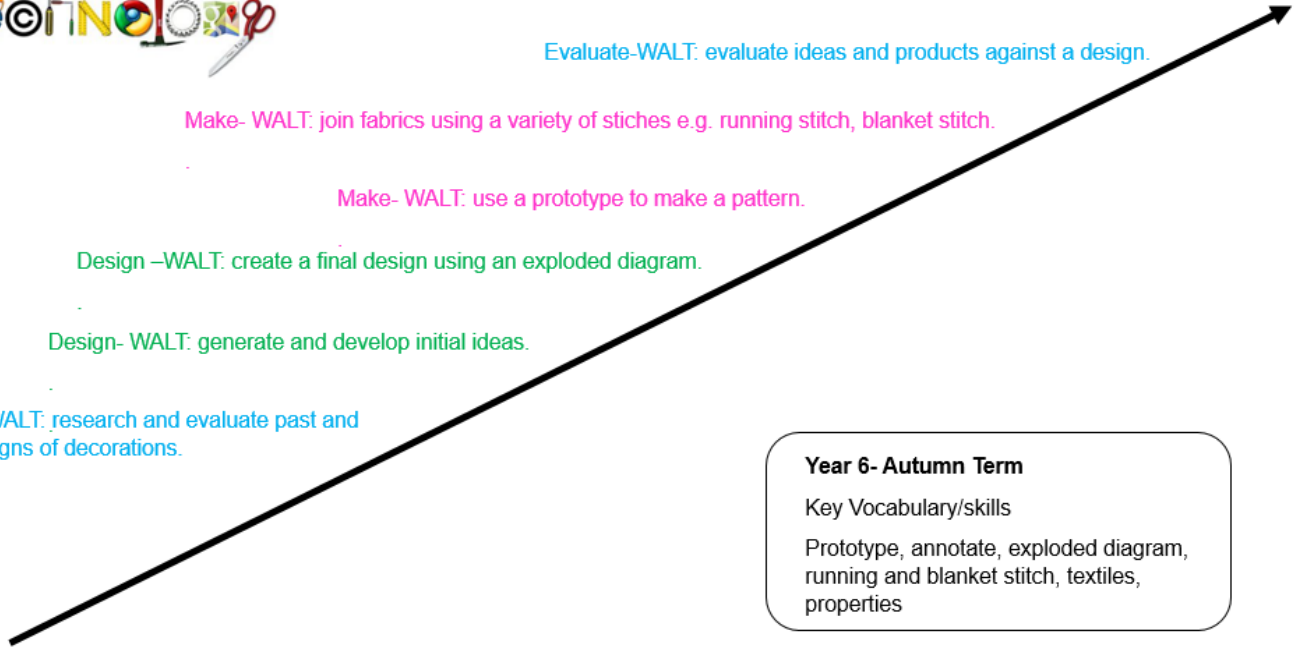 Evaluate-WALT: evaluate ideas and products against a design.
Make- WALT: join fabrics using a variety of stiches e.g. running stitch, blanket stitch.
.
Make- WALT: use a prototype to make a pattern.
.
Design –WALT: create a final design using an exploded diagram.
.
Design- WALT: generate and develop initial ideas.
.
research and evaluate past and
of decorations.
Year 6- Autumn Term
Key Vocabulary/skills
Prototype, annotate, exploded diagram,
running and blanket stitch, textiles,
properties